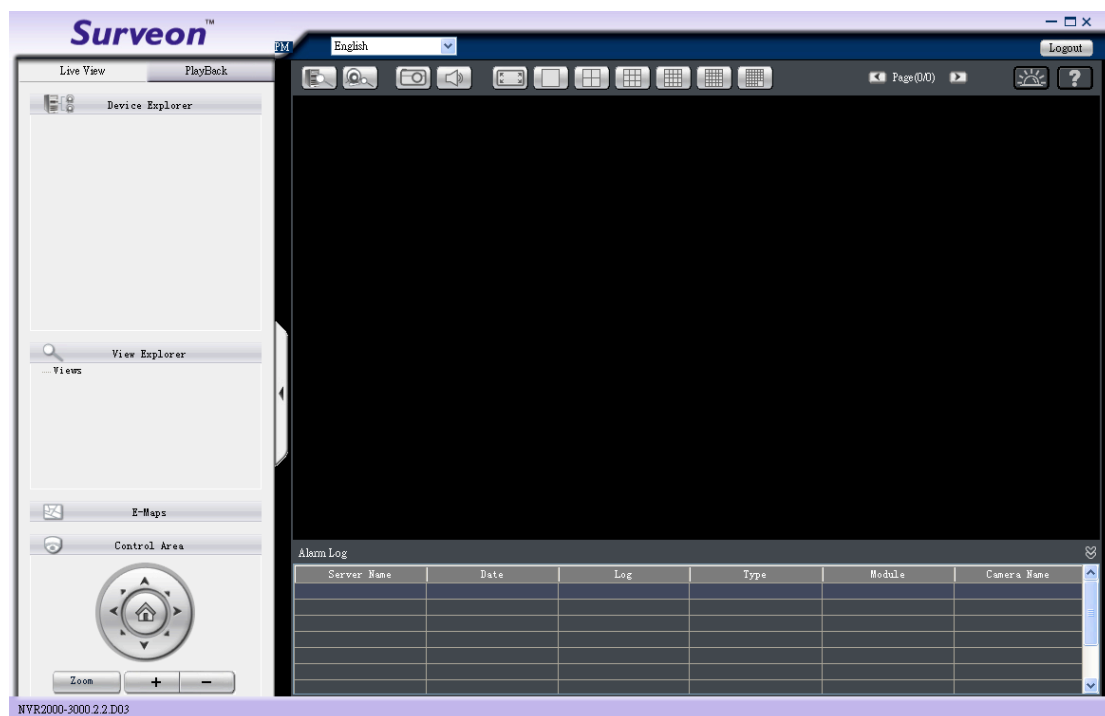 Surveon™
PM
English
Logout
Live View
PlayBack
Page(0/0)
?
Device Explorer
View Explorer
Views
E-Maps
Control Area
Zoom
+
−
Alarm Log
Server Name
Date
Log
Type
Module
Camera Name
NVR2000-3000.2.2.D03